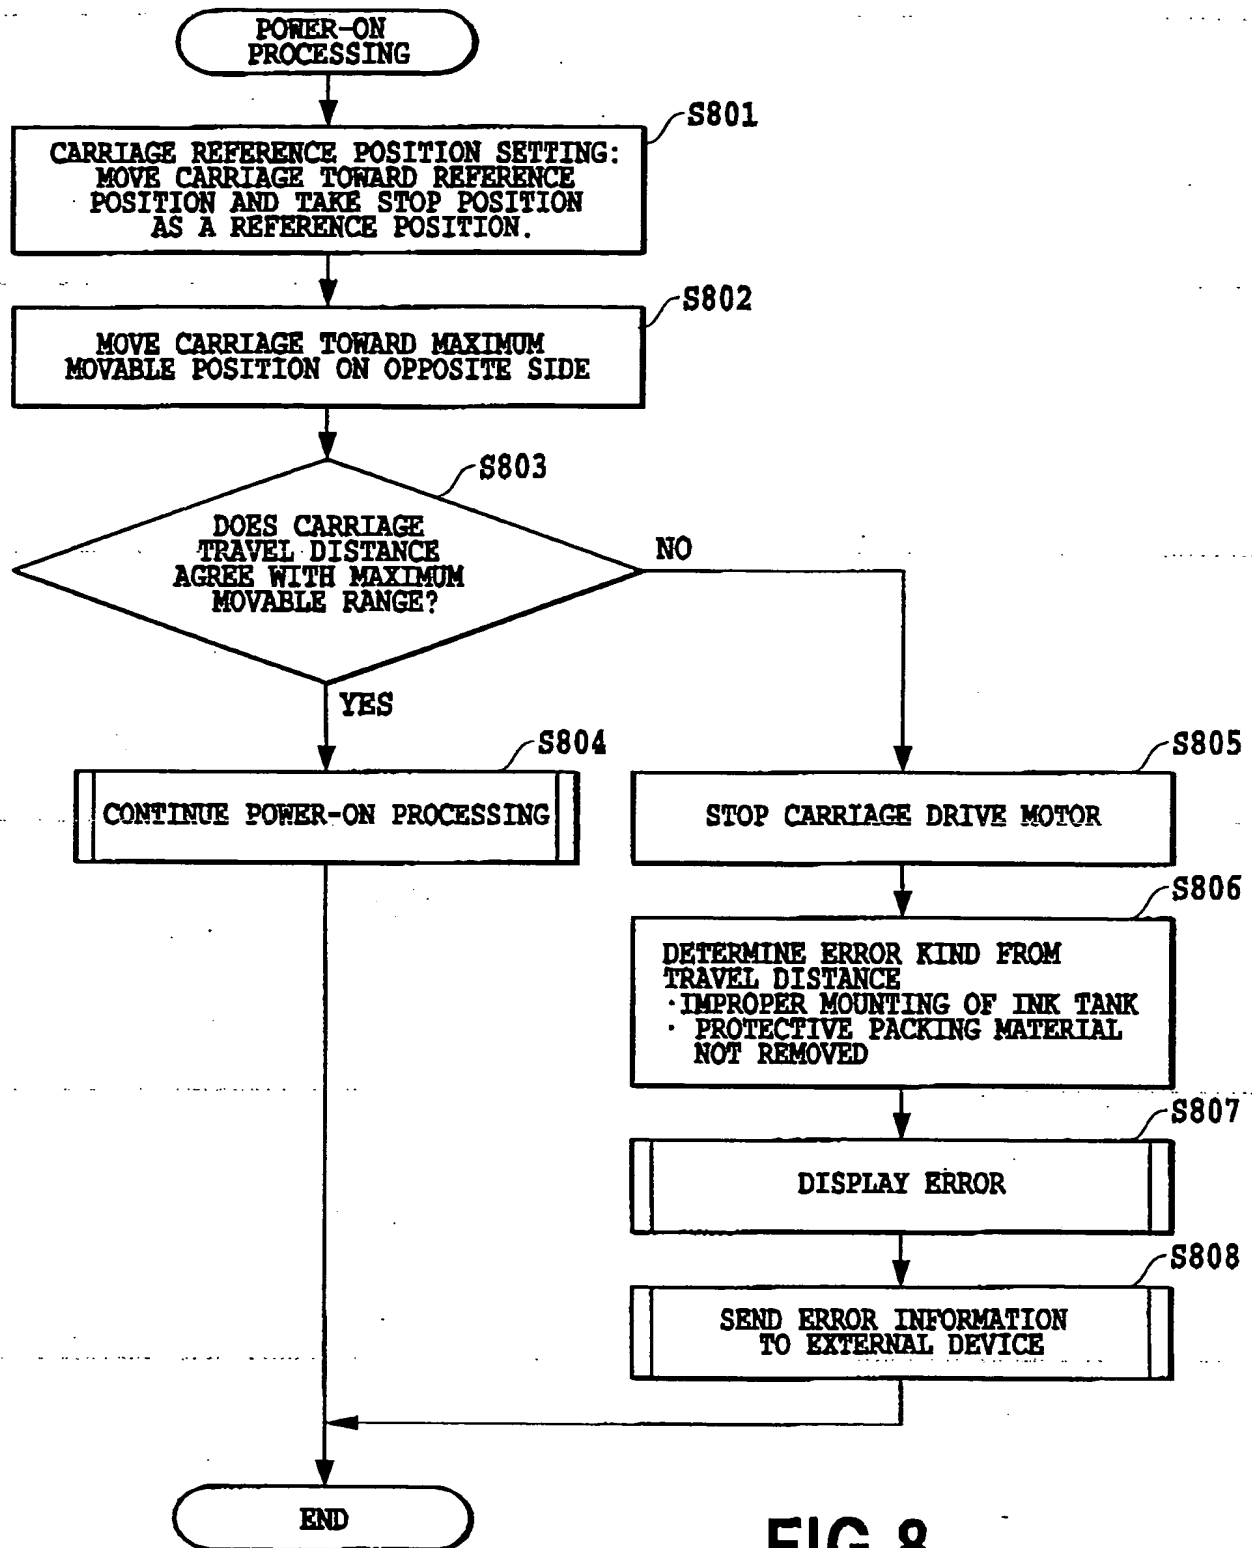 POWER-ON
PROCESSING
S801
CARRIAGE REFERENCE POSITION SETTING:
MOVE CARRIAGE TOWARD REFERENCE
POSITION AND TAKE STOP POSITION
AS A REFERENCE POSITION.
S802
MOVE CARRIAGE TOWARD MAXIMUM
MOVABLE POSITION ON OPPOSITE SIDE
S803
DOES CARRIAGE
TRAVEL DISTANCE
AGREE WITH MAXIMUM
MOVABLE RANGE?
NO
YES
S804
CONTINUE POWER-ON PROCESSING
S805
STOP CARRIAGE DRIVE MOTOR
S806
DETERMINE ERROR KIND FROM
TRAVEL DISTANCE
·IMPROPER MOUNTING OF INK TANK
· PROTECTIVE PACKING MATERIAL
NOT REMOVED
S807
DISPLAY ERROR
S808
SEND ERROR INFORMATION
TO EXTERNAL DEVICE
END
FIG.8